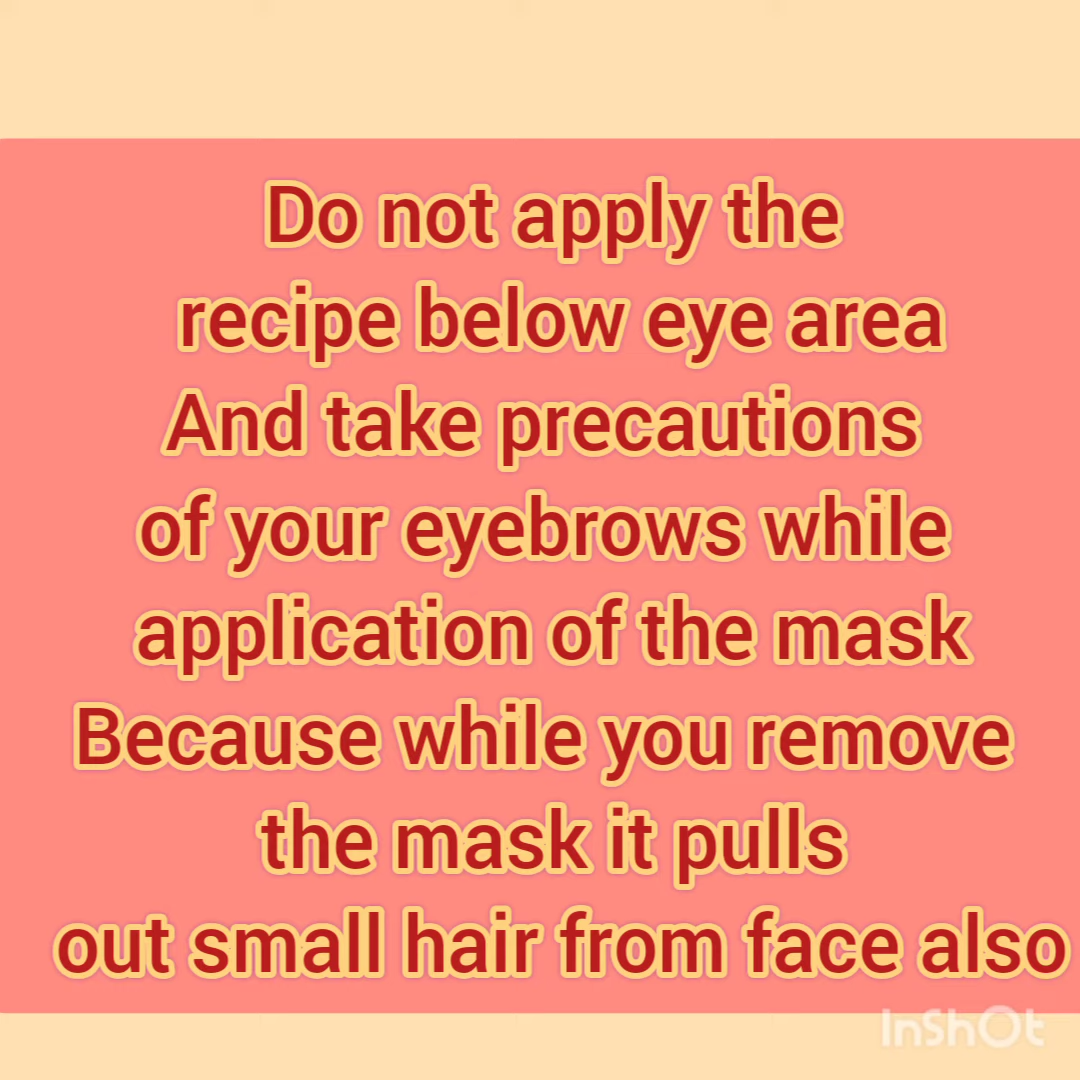 Do not apply the
recipe below eye area
And take precautions
of your eyebrows while
application of the mask
Because while you remove
the mask it pulls
out small hair from face also
InShOt